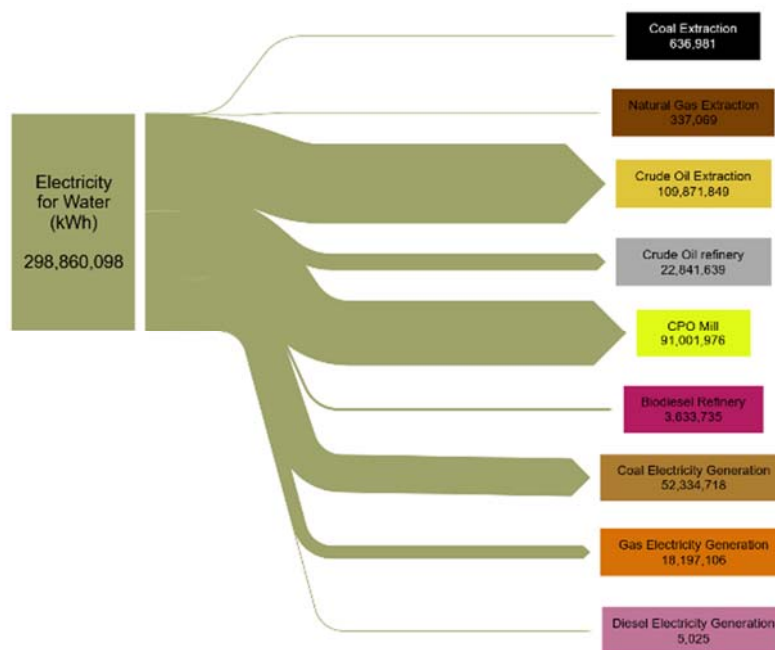 Coal Extraction
636,981
Natural Gas Extraction
337,069
Electricity
for Water
(kWh)
298,860,098
Crude Oil Extraction
109,871,849
Crude Oil refinery
22,841,639
CPO Mill
91,001,976
Biodiesel Refinery
3,633,735
Coal Electricity Generation
52,334,718
Gas Electricity Generation
18,197,106
Diesel Electricity Generation
5,025